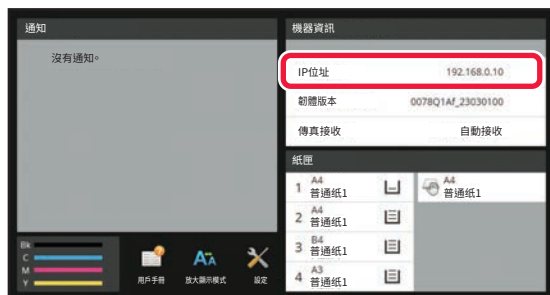 通知
沒有通知。
機器資訊
IP位址 192.168.0.10
韌體版本 0078Q1Af_23030100
傳真接收 自動接收
紙匣
1 A4 普通紙1
A4 普通紙1
2 A4 普通紙1
3 B4 普通紙1
4 A3 普通紙1
Bk
C
M
Y
用戶手冊
放大顯示模式
設定